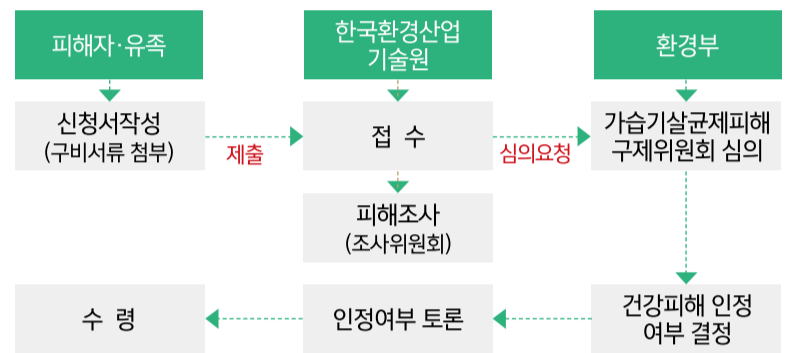 피해자·유족
한국환경산업
기술원
환경부
신청서작성
(구비서류 첨부)
제출
접 수
심의요청
가습기살균제피해
구제위원회 심의
피해조사
(조사위원회)
건강피해 인정
여부 결정
인정여부 토론
수 령